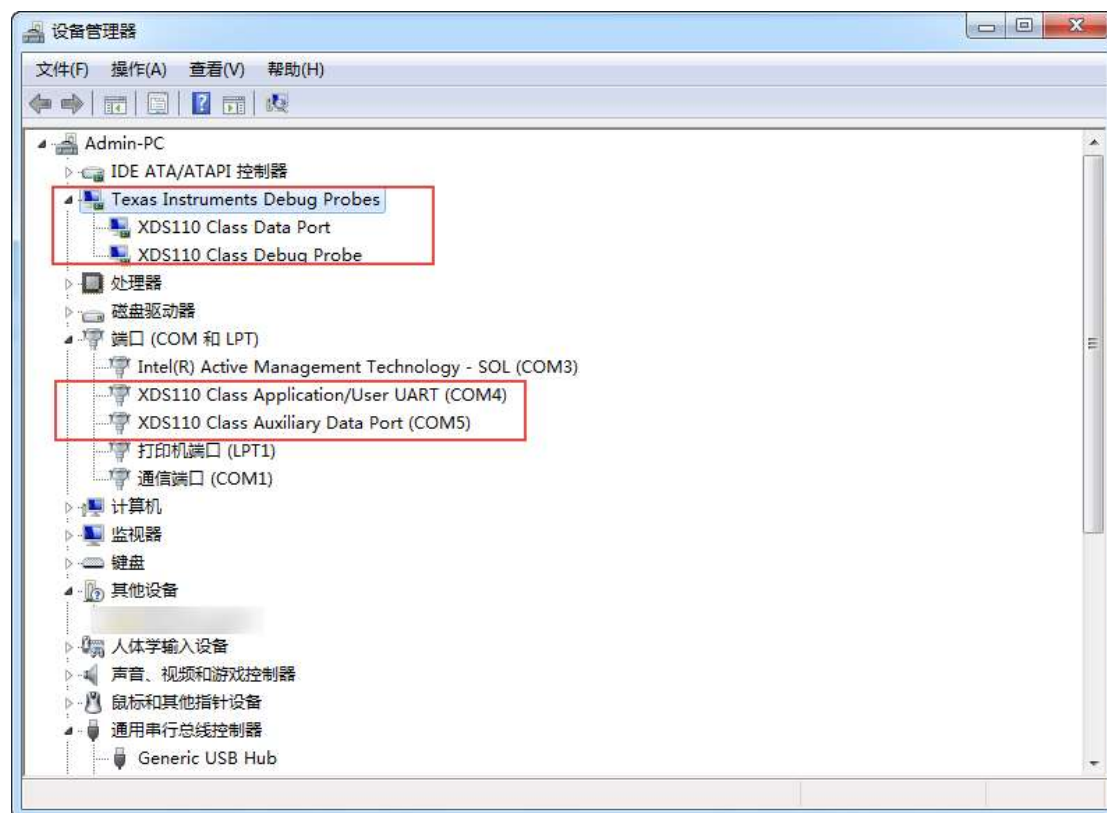 设备管理器
文件(F) 操作(A) 查看(V) 帮助(H)
Admin-PC
IDE ATA/ATAPI 控制器
Texas Instruments Debug Probes
XDS110 Class Data Port
XDS110 Class Debug Probe
处理器
磁盘驱动器
端口 (COM 和 LPT)
Intel(R) Active Management Technology - SOL (COM3)
XDS110 Class Application/User UART (COM4)
XDS110 Class Auxiliary Data Port (COM5)
打印机端口 (LPT1)
通信端口 (COM1)
计算机
监视器
键盘
其他设备
人体学输入设备
声音、视频和游戏控制器
鼠标和其他指针设备
通用串行总线控制器
Generic USB Hub